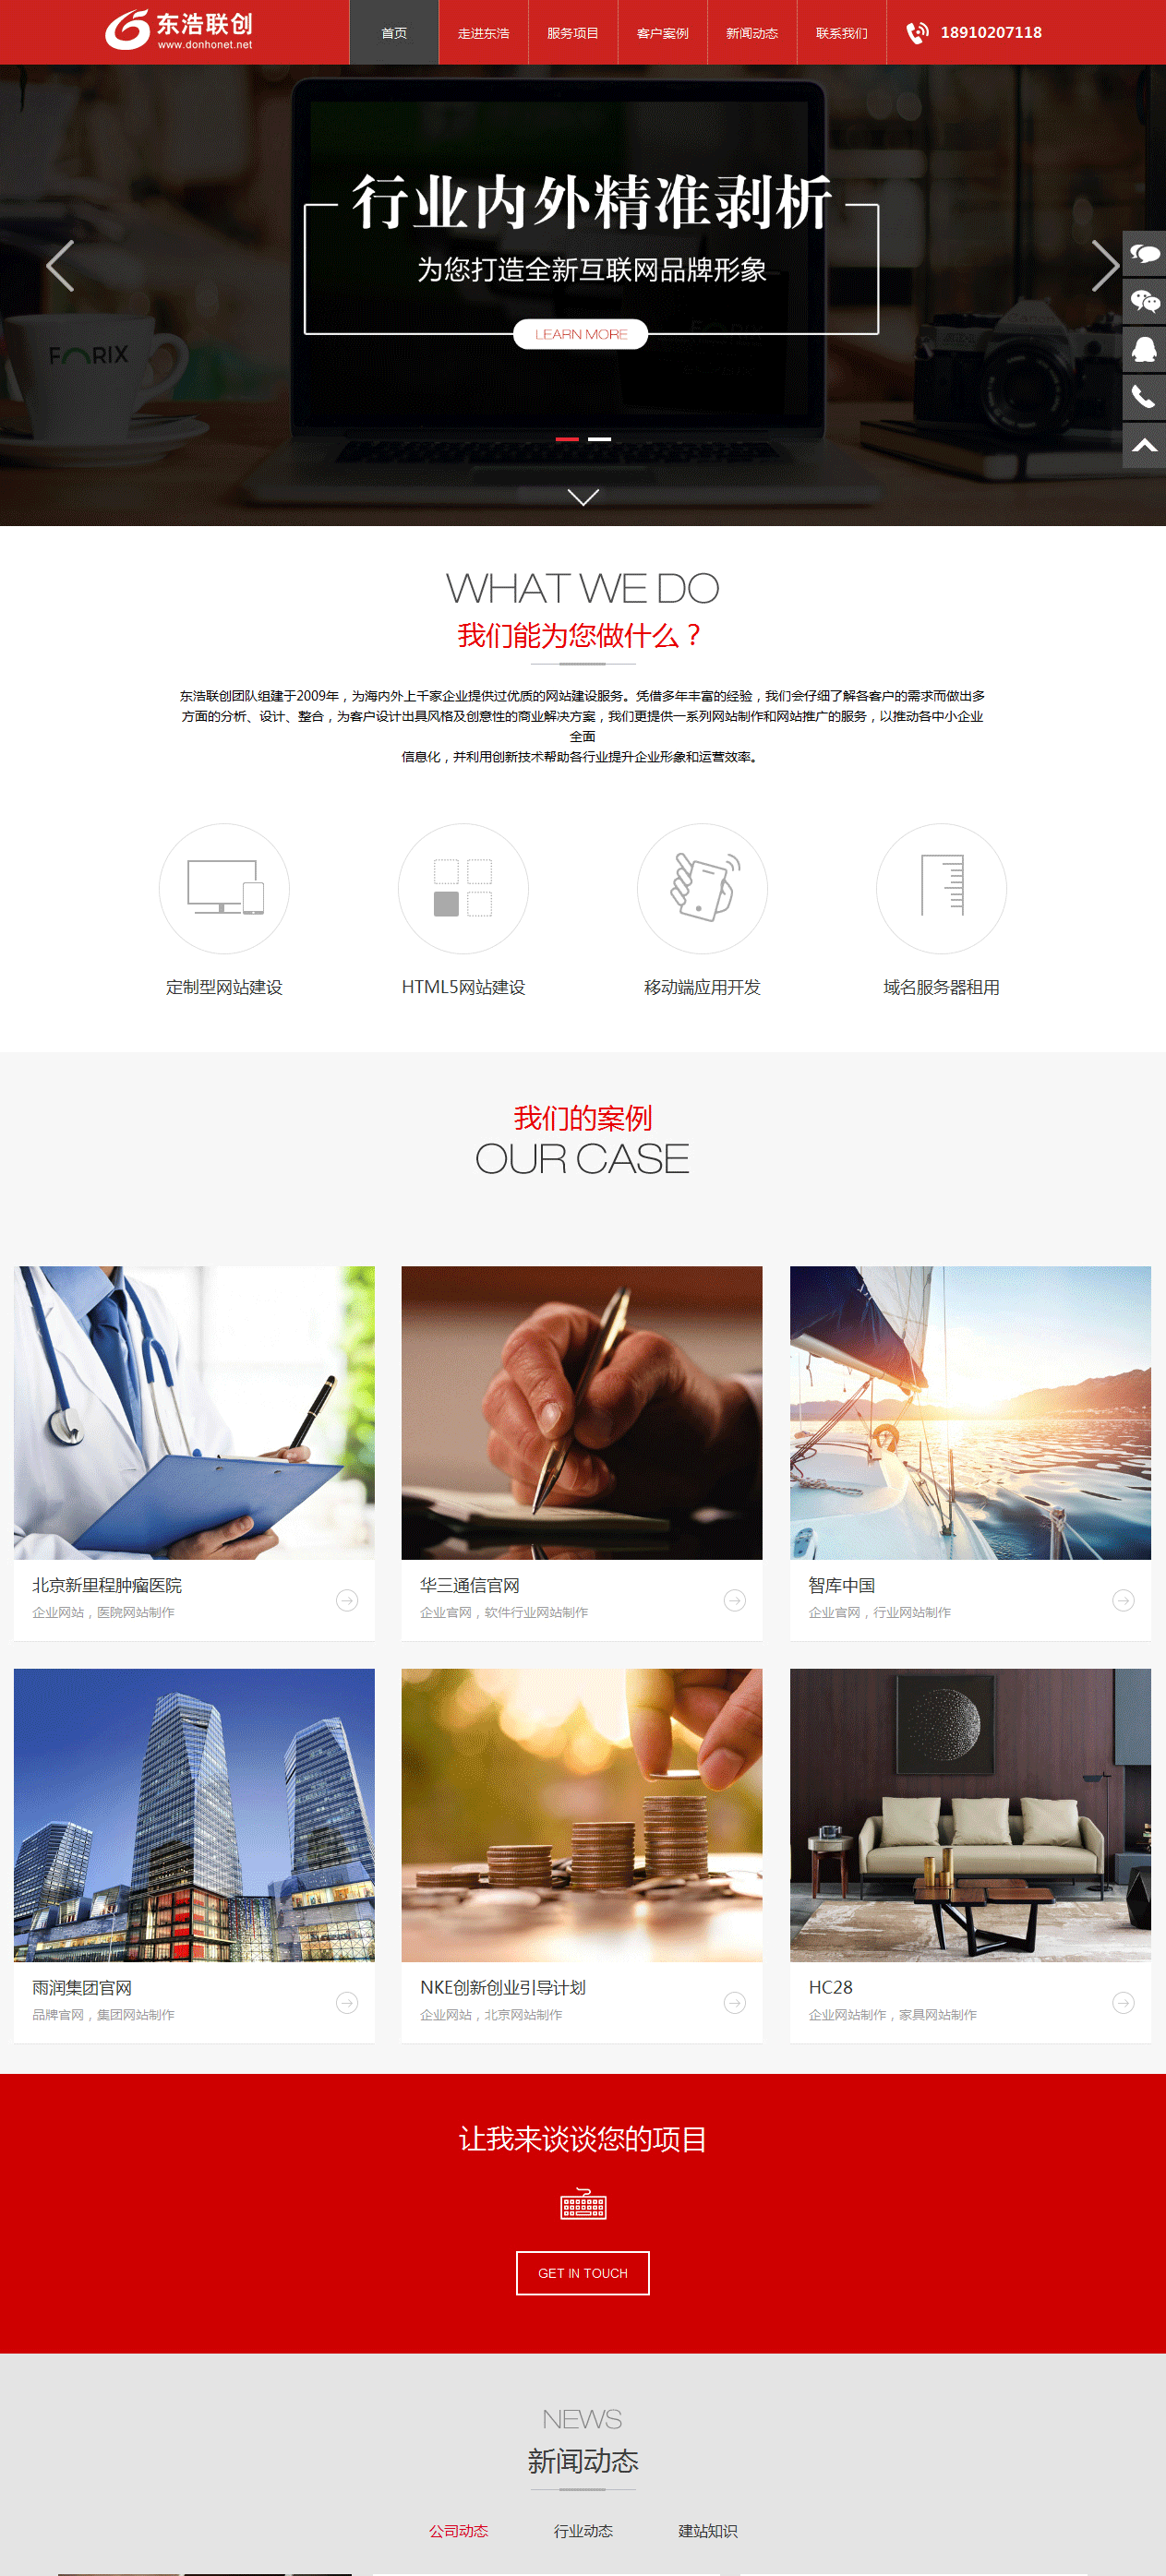 东浩联创
www.donhonet.net
首页
走进东浩
服务项目
客户案例
新闻动态
联系我们
18910207118
行业内外精准剥析
为您打造全新互联网品牌形象
LEARN MORE
FORIX
Canon
WHAT WE DO
我们能为您做什么？
东浩联创团队组建于2009年，为海内外上千家企业提供过优质的网站建设服务。凭借多年丰富的经验，我们会仔细了解各客户的需求而做出多
方面的分析、设计、整合，为客户设计出具风格及创意性的商业解决方案，我们更提供一系列网站制作和网站推广的服务，以推动各中小企业
全面
信息化，并利用创新技术帮助各行业提升企业形象和运营效率。
定制型网站建设
HTML5网站建设
移动端应用开发
域名服务器租用
我们的案例
OUR CASE
北京新里程肿瘤医院
企业网站，医院网站制作
华三通信官网
企业官网，软件行业网站制作
智库中国
企业官网，行业网站制作
雨润集团官网
品牌官网，集团网站制作
NKE创新创业引导计划
企业网站，北京网站制作
HC28
企业网站制作，家具网站制作
让我来谈谈您的项目
GET IN TOUCH
NEWS
新闻动态
公司动态
行业动态
建站知识